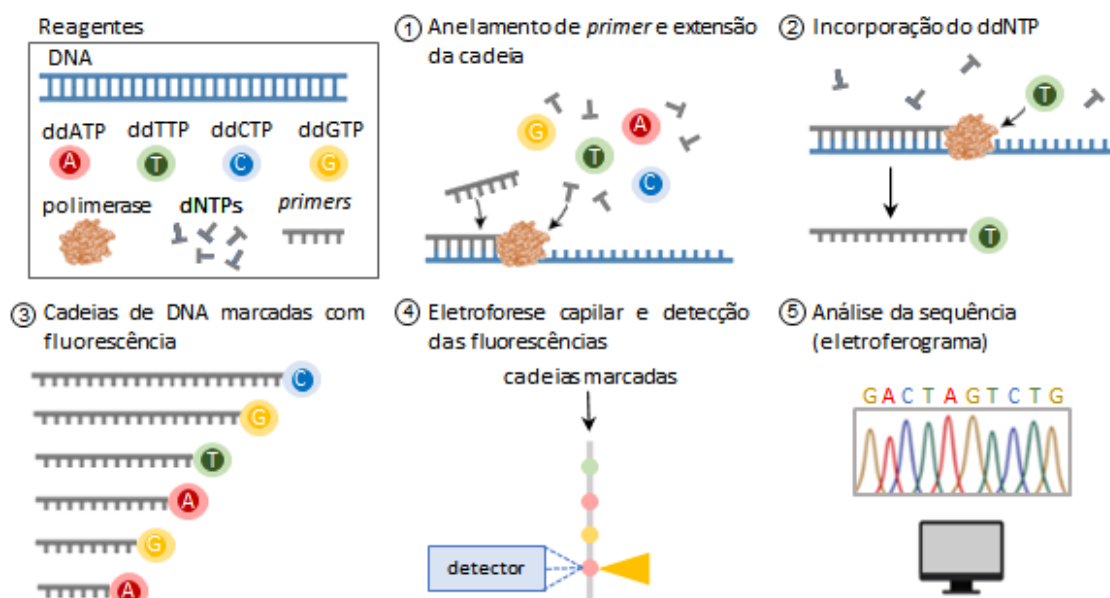 Reagentes
DNA
ddATP ddTTP ddCTP ddGTP
A T C G
polimerase dNTPs primers
① Anelamento de primer e extensão
da cadeia
G A T C
② Incorporação do ddNTP
T
T
③ Cadeias de DNA marcadas com
fluorescência
C
G
T
A
G
A
④ Eletroforese capilar e detecção
das fluorescências
cadeias marcadas
detector
⑤ Análise da sequência
(eletroferograma)
G A C T A G T C T G